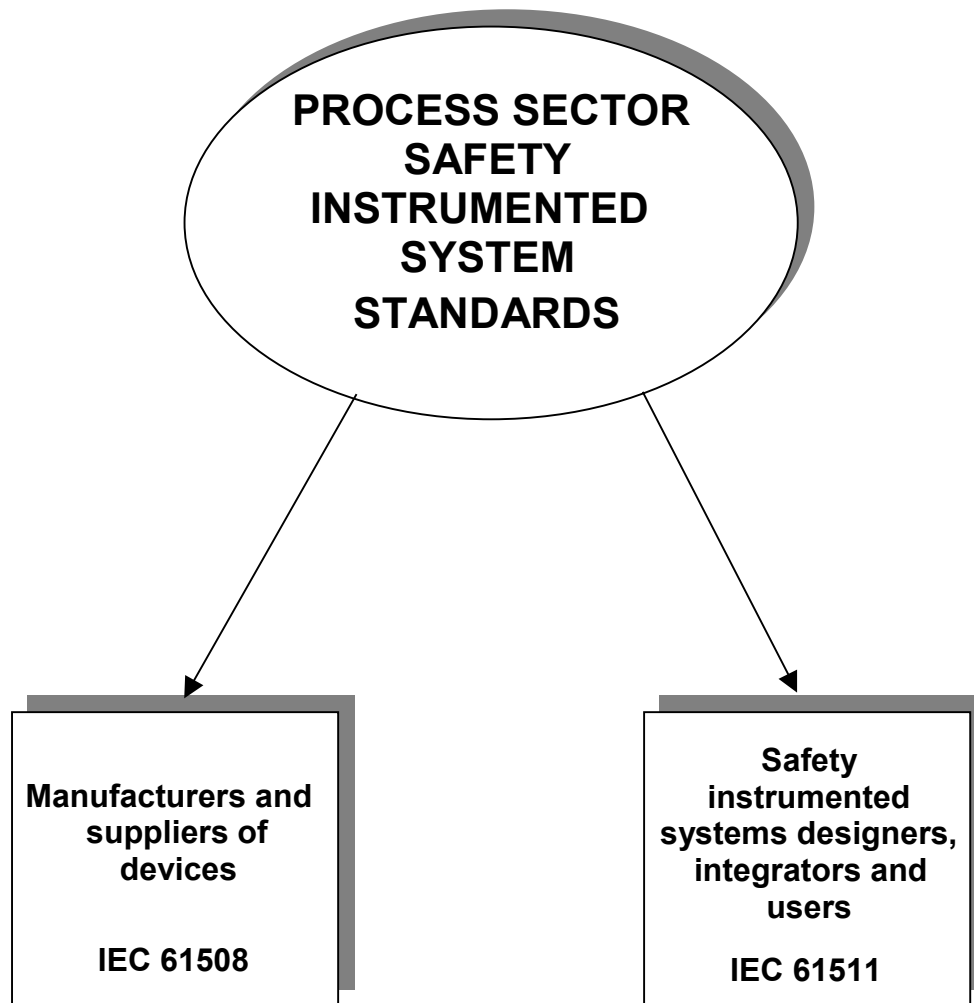 PROCESS SECTOR
SAFETY
INSTRUMENTED
SYSTEM
STANDARDS
Manufacturers and
suppliers of
devices
IEC 61508
Safety
instrumented
systems designers,
integrators and
users
IEC 61511